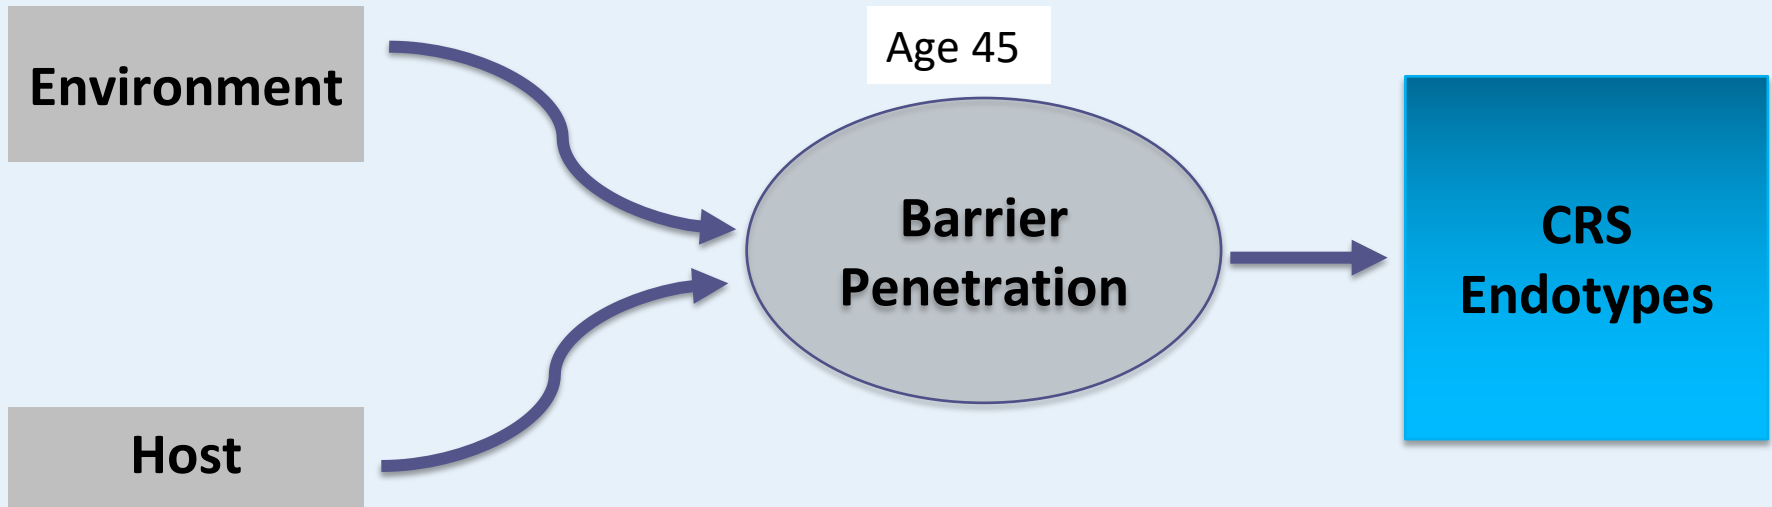 Environment
Host
Age 45
Barrier
Penetration
CRS
Endotypes